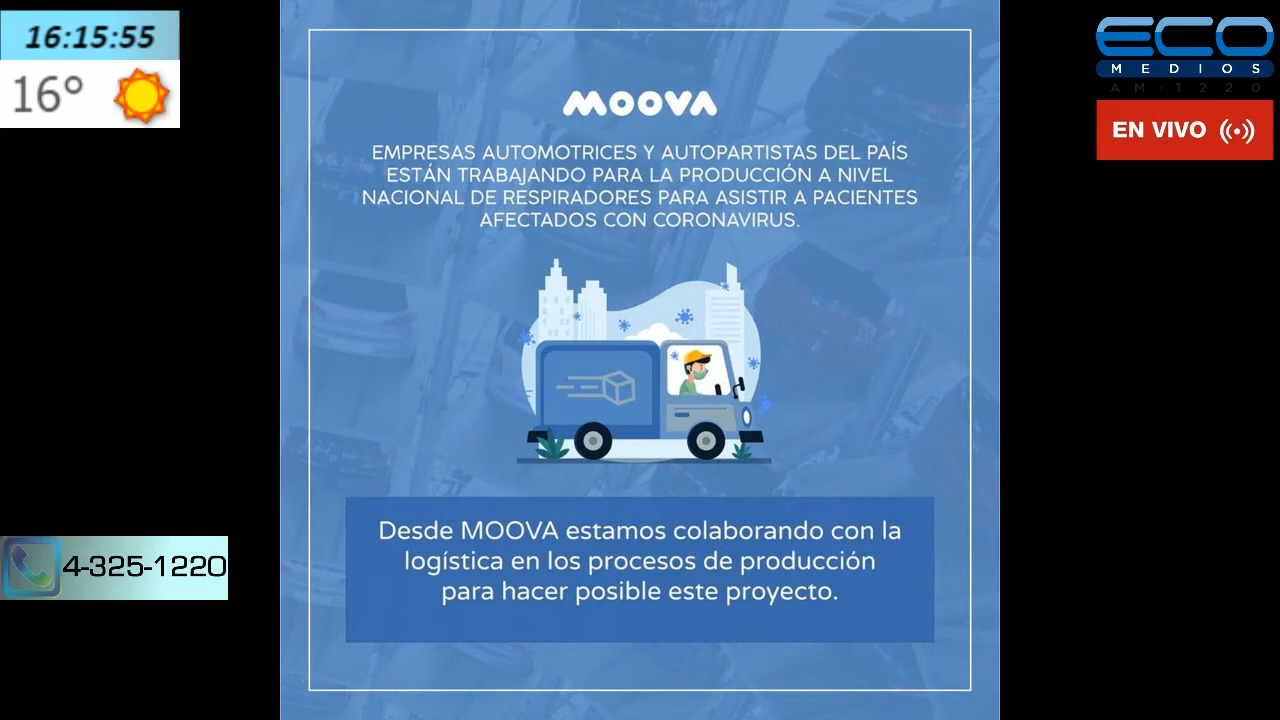 16:15:55
16°
ECO
MEDIOS
AM·1220
EN VIVO
MOOVA
EMPRESAS AUTOMOTRICES Y AUTOPARTISTAS DEL PAÍS
ESTÁN TRABAJANDO PARA LA PRODUCCIÓN A NIVEL
NACIONAL DE RESPIRADORES PARA ASISTIR A PACIENTES
AFECTADOS CON CORONAVIRUS.
Desde MOOVA estamos colaborando con la
logística en los procesos de producción
para hacer posible este proyecto.
4-325-1220